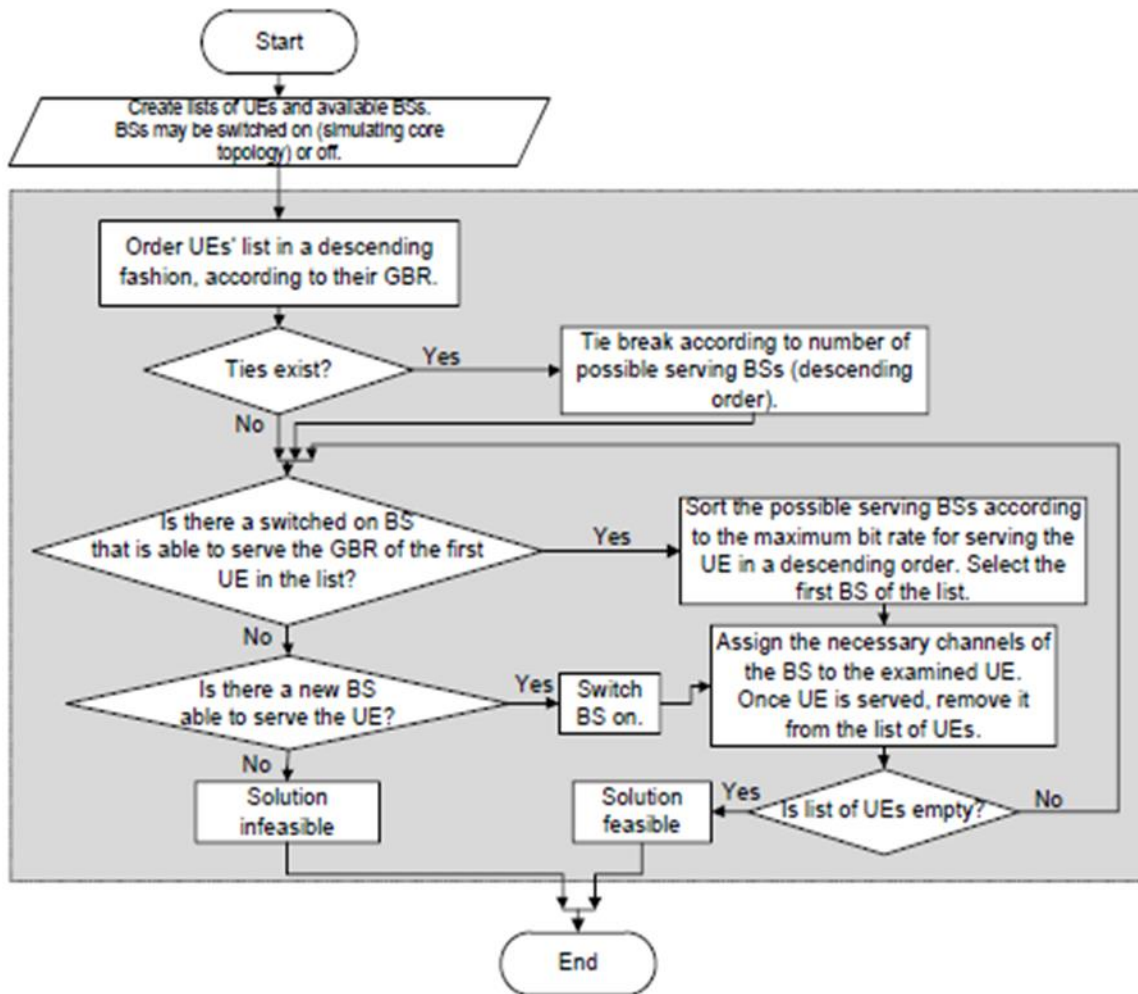 Start
Create lists of UEs and available BSs.
BSs may be switched on (simulating core
topology) or off.
Order UEs' list in a descending
fashion, according to their GBR.
Ties exist?
Yes
Tie break according to number of
possible serving BSs (descending
order).
No
Is there a switched on BS
that is able to serve the GBR of the first
UE in the list?
Yes
Sort the possible serving BSs according
to the maximum bit rate for serving the
UE in a descending order. Select the
first BS of the list.
No
Is there a new BS
able to serve the UE?
Yes
Switch
BS on.
Assign the necessary channels of
the BS to the examined UE.
Once UE is served, remove it
from the list of UEs.
No
Solution
infeasible
Solution
feasible
Yes
Is list of UEs empty?
No
End